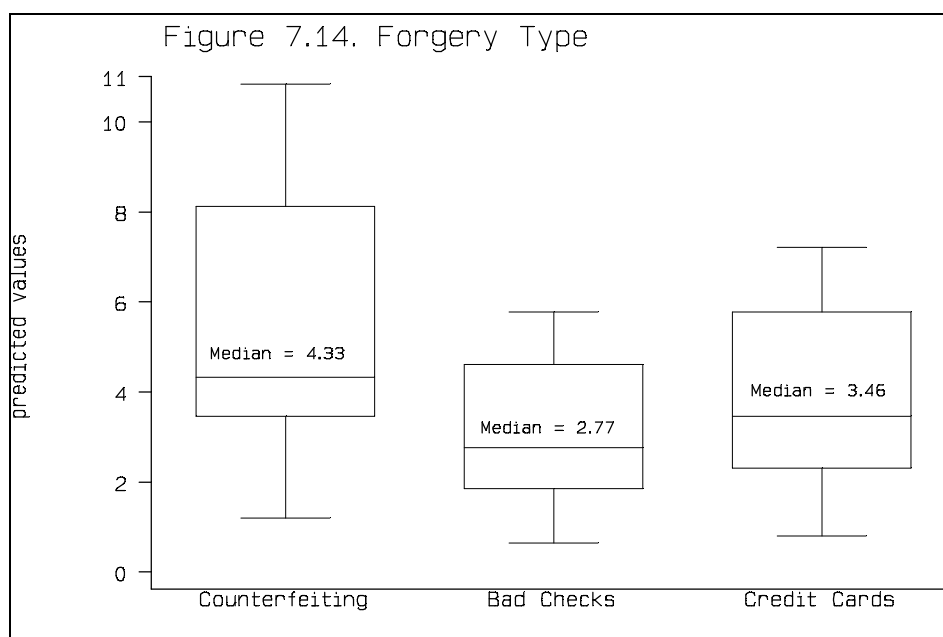 Figure 7.14. Forgery Type
predicted values
11
10
8
6
4
2
0
Median = 4.33
Median = 2.77
Median = 3.46
Counterfeiting
Bad Checks
Credit Cards